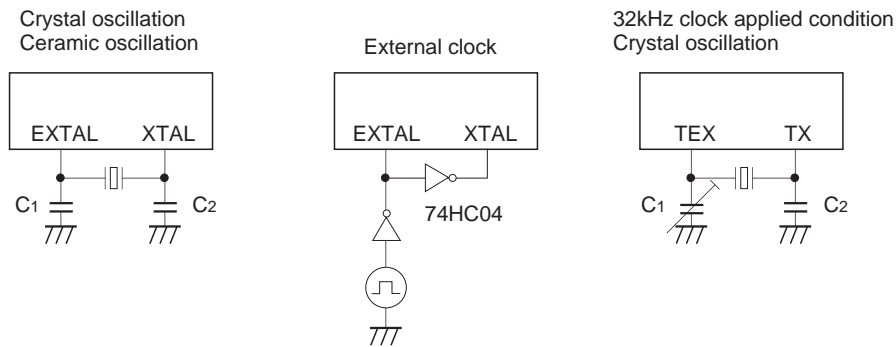 Crystal oscillation
Ceramic oscillation
EXTAL XTAL
C1 C2
External clock
EXTAL XTAL
74HC04
32kHz clock applied condition
Crystal oscillation
TEX TX
C1 C2